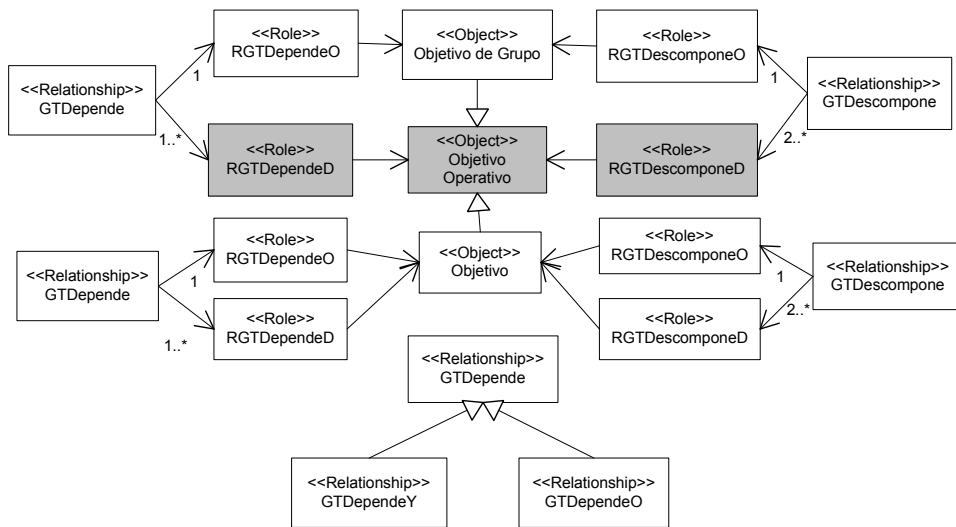 <<Role>>
RGTDependeO
<<Object>>
Objetivo de Grupo
<<Role>>
RGTDescomponeO
<<Relationship>>
GTDepende
1
1..*
<<Relationship>>
GTDescompone
1
2..*
<<Role>>
RGTDependeD
<<Object>>
Objetivo
Operativo
<<Role>>
RGTDescomponeD
<<Role>>
RGTDependeO
<<Object>>
Objetivo
<<Role>>
RGTDescomponeO
<<Relationship>>
GTDepende
1
1..*
<<Relationship>>
GTDescompone
1
2..*
<<Role>>
RGTDependeD
<<Role>>
RGTDescomponeD
<<Relationship>>
GTDepende
<<Relationship>>
GTDependeY
<<Relationship>>
GTDependeO